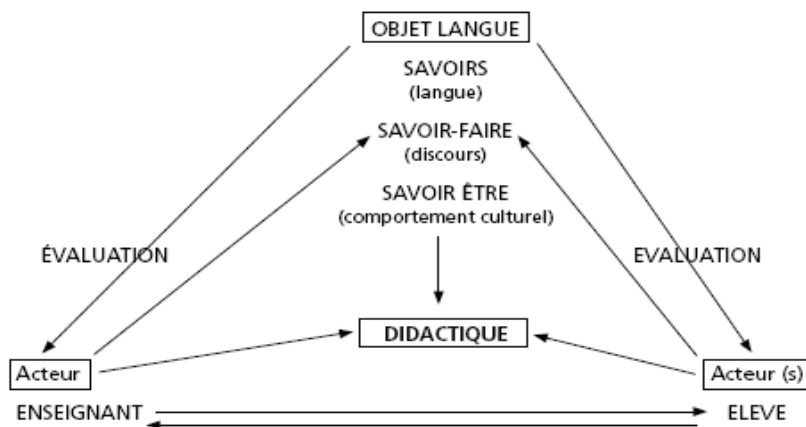 OBJET LANGUE
SAVOIRS
(langue)
SAVOIR-FAIRE
(discours)
SAVOIR ÊTRE
(comportement culturel)
ÉVALUATION
EVALUATION
DIDACTIQUE
Acteur
Acteur (s)
ENSEIGNANT
ELEVE